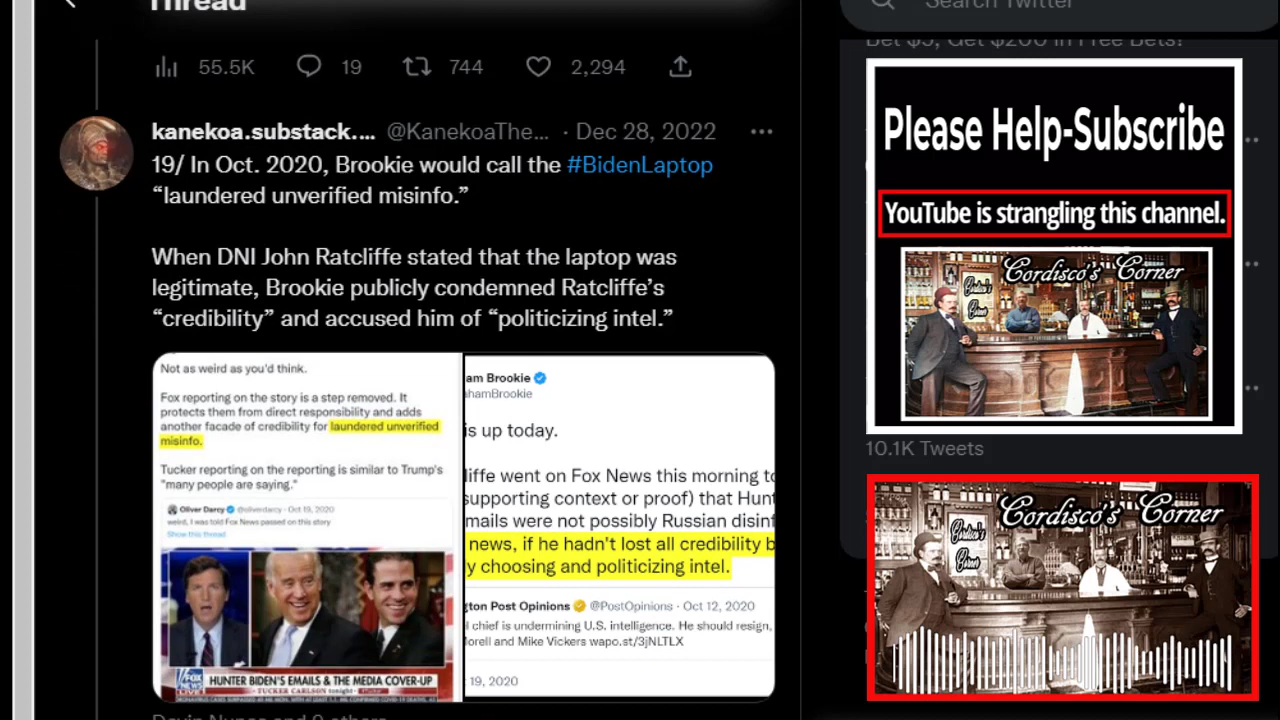 Thread
Search Twitter
Bet $5, Get $200 in Free Bets!
55.5K 19 744 2,294
kanekoa.substack.... @KanekoaThe... · Dec 28, 2022
19/ In Oct. 2020, Brookie would call the #BidenLaptop
“laundered unverified misinfo.”
When DNI John Ratcliffe stated that the laptop was
legitimate, Brookie publicly condemned Ratcliffe’s
“credibility” and accused him of “politicizing intel.”
Not as weird as you'd think.
Fox reporting on the story is a step removed. It
protects them from direct responsibility and adds
another facade of credibility for laundered unverified
misinfo.
Tucker reporting on the reporting is similar to Trump's
"many people are saying."
Oliver Darcy @oliverdarcy · Oct 19, 2020
weird, I was told Fox News passed on this story
Show this thread
FOX
NEWS
HUNTER BIDEN'S EMAILS & THE MEDIA COVER-UP
TUCKER CARLSON tonight
am Brookie
hamBrookie
is up today.
iffe went on Fox News this morning to
supporting context or proof) that Hunt
mails were not possibly Russian disinf
news, if he hadn't lost all credibility b
y choosing and politicizing intel.
gton Post Opinions @PostOpinions · Oct 12, 2020
l chief is undermining U.S. intelligence. He should resign,
Morell and Mike Vickers wapo.st/3jNLTLX
19, 2020
Please Help-Subscribe
YouTube is strangling this channel.
Cordisco's Corner
Cordisco's
Corner
10.1K Tweets
Cordisco's Corner
Cordisco's
Corner